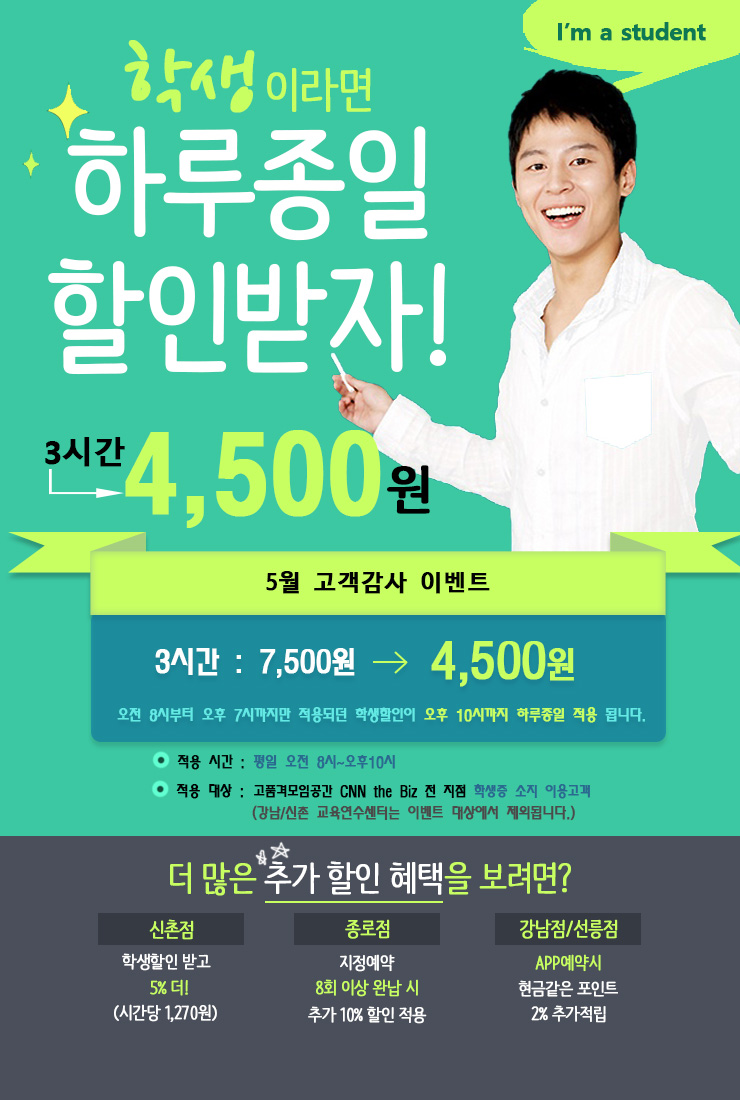 I'm a student
학생이라면
하루종일
할인받자!
3시간 4,500원
5월 고객감사 이벤트
3시간 : 7,500원 → 4,500원
오전 8시부터 오후 7시까지만 적용되던 학생할인이 오후 10시까지 하루종일 적용 됩니다.
적용 시간 : 평일 오전 8시~오후10시
적용 대상 : 고품격모임공간 CNN the Biz 전 지점 학생증 소지 이용고객
(강남/신촌 교육연수센터는 이벤트 대상에서 제외됩니다.)
더 많은 추가 할인 혜택을 보려면?
신촌점
학생할인 받고
5% 더!
(시간당 1,270원)
종로점
지정예약
8회 이상 완납 시
추가 10% 할인 적용
강남점/선릉점
APP예약시
현금같은 포인트
2% 추가적립